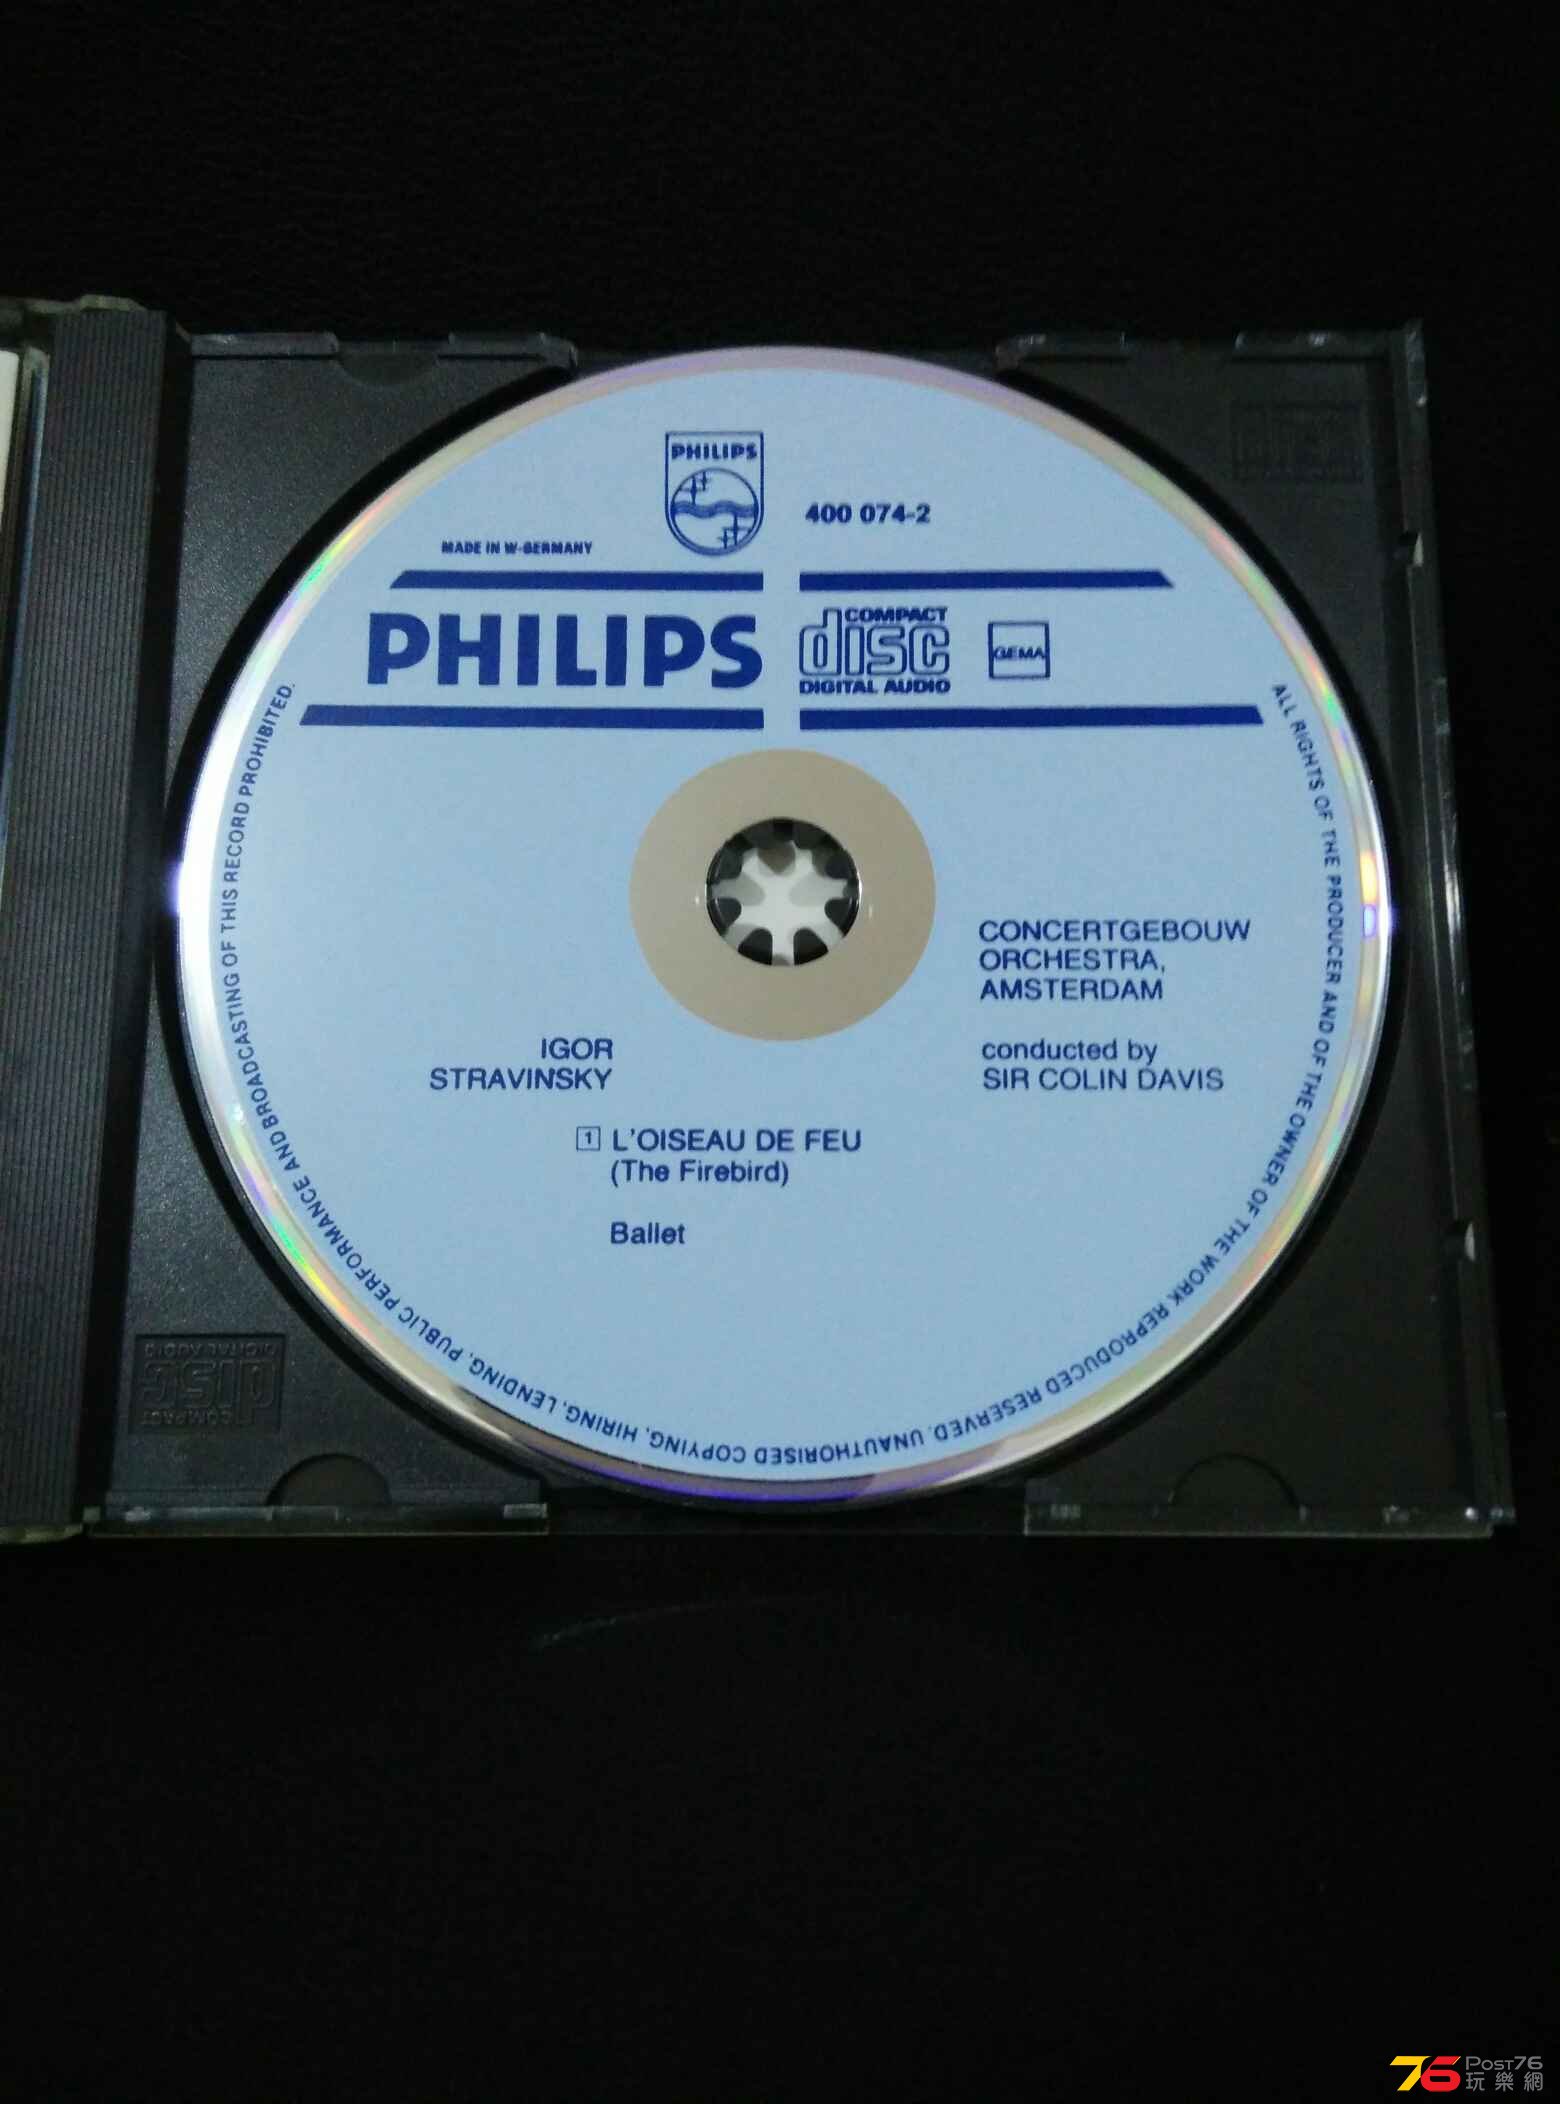 PHILIPS
400 074-2
MADE IN W-GERMANY
PHILIPS
COMPACT
disc
DIGITAL AUDIO
GEMA
CONCERTGEBOUW
ORCHESTRA,
AMSTERDAM
IGOR
STRAVINSKY
conducted by
SIR COLIN DAVIS
1 L'OISEAU DE FEU
(The Firebird)
Ballet
ALL RIGHTS OF THE PRODUCER AND OF THE OWNER OF THE WORK REPRODUCED RESERVED. UNAUTHORISED COPYING, HIRING, LENDING, PUBLIC PERFORMANCE AND BROADCASTING OF THIS RECORD PROHIBITED.
COMPACT
disc
DIGITAL AUDIO
76 POST76
玩樂網